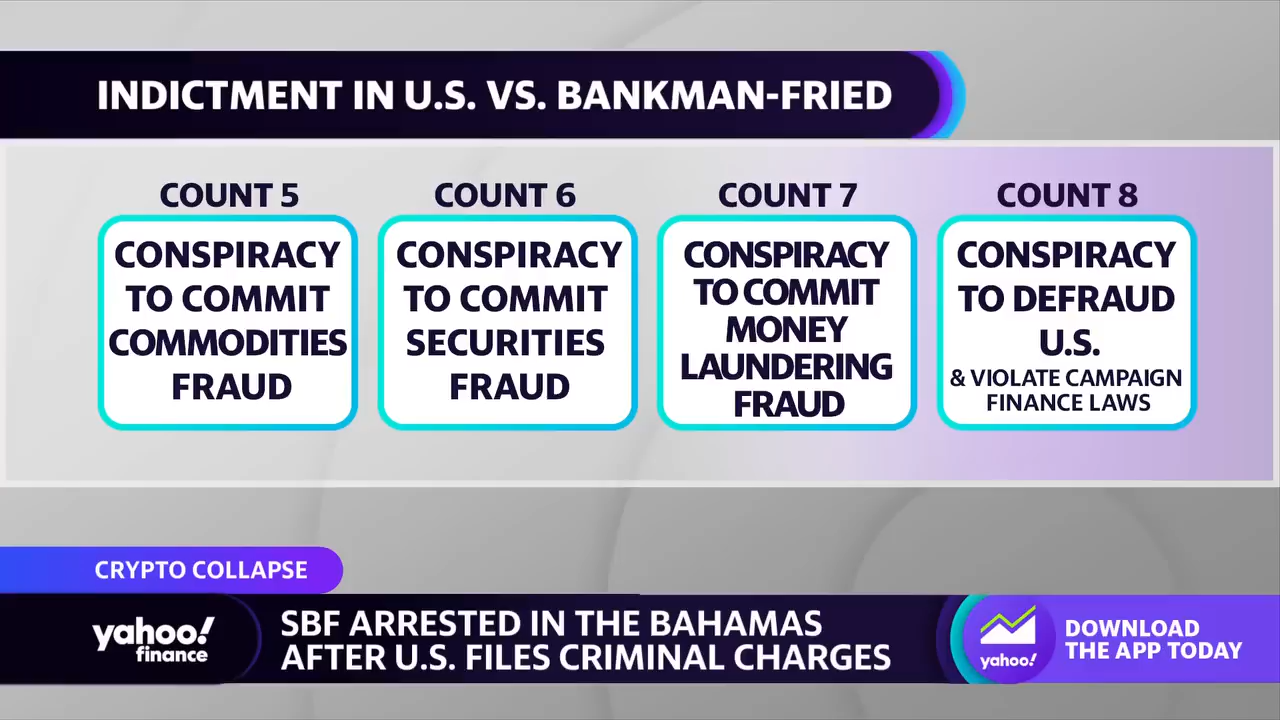 INDICTMENT IN U.S. VS. BANKMAN-FRIED
COUNT 5
CONSPIRACY
TO COMMIT
COMMODITIES
FRAUD
COUNT 6
CONSPIRACY
TO COMMIT
SECURITIES
FRAUD
COUNT 7
CONSPIRACY
TO COMMIT
MONEY
LAUNDERING
FRAUD
COUNT 8
CONSPIRACY
TO DEFRAUD
U.S.
& VIOLATE CAMPAIGN
FINANCE LAWS
CRYPTO COLLAPSE
yahoo!
finance
SBF ARRESTED IN THE BAHAMAS
AFTER U.S. FILES CRIMINAL CHARGES
yahoo!
DOWNLOAD
THE APP TODAY